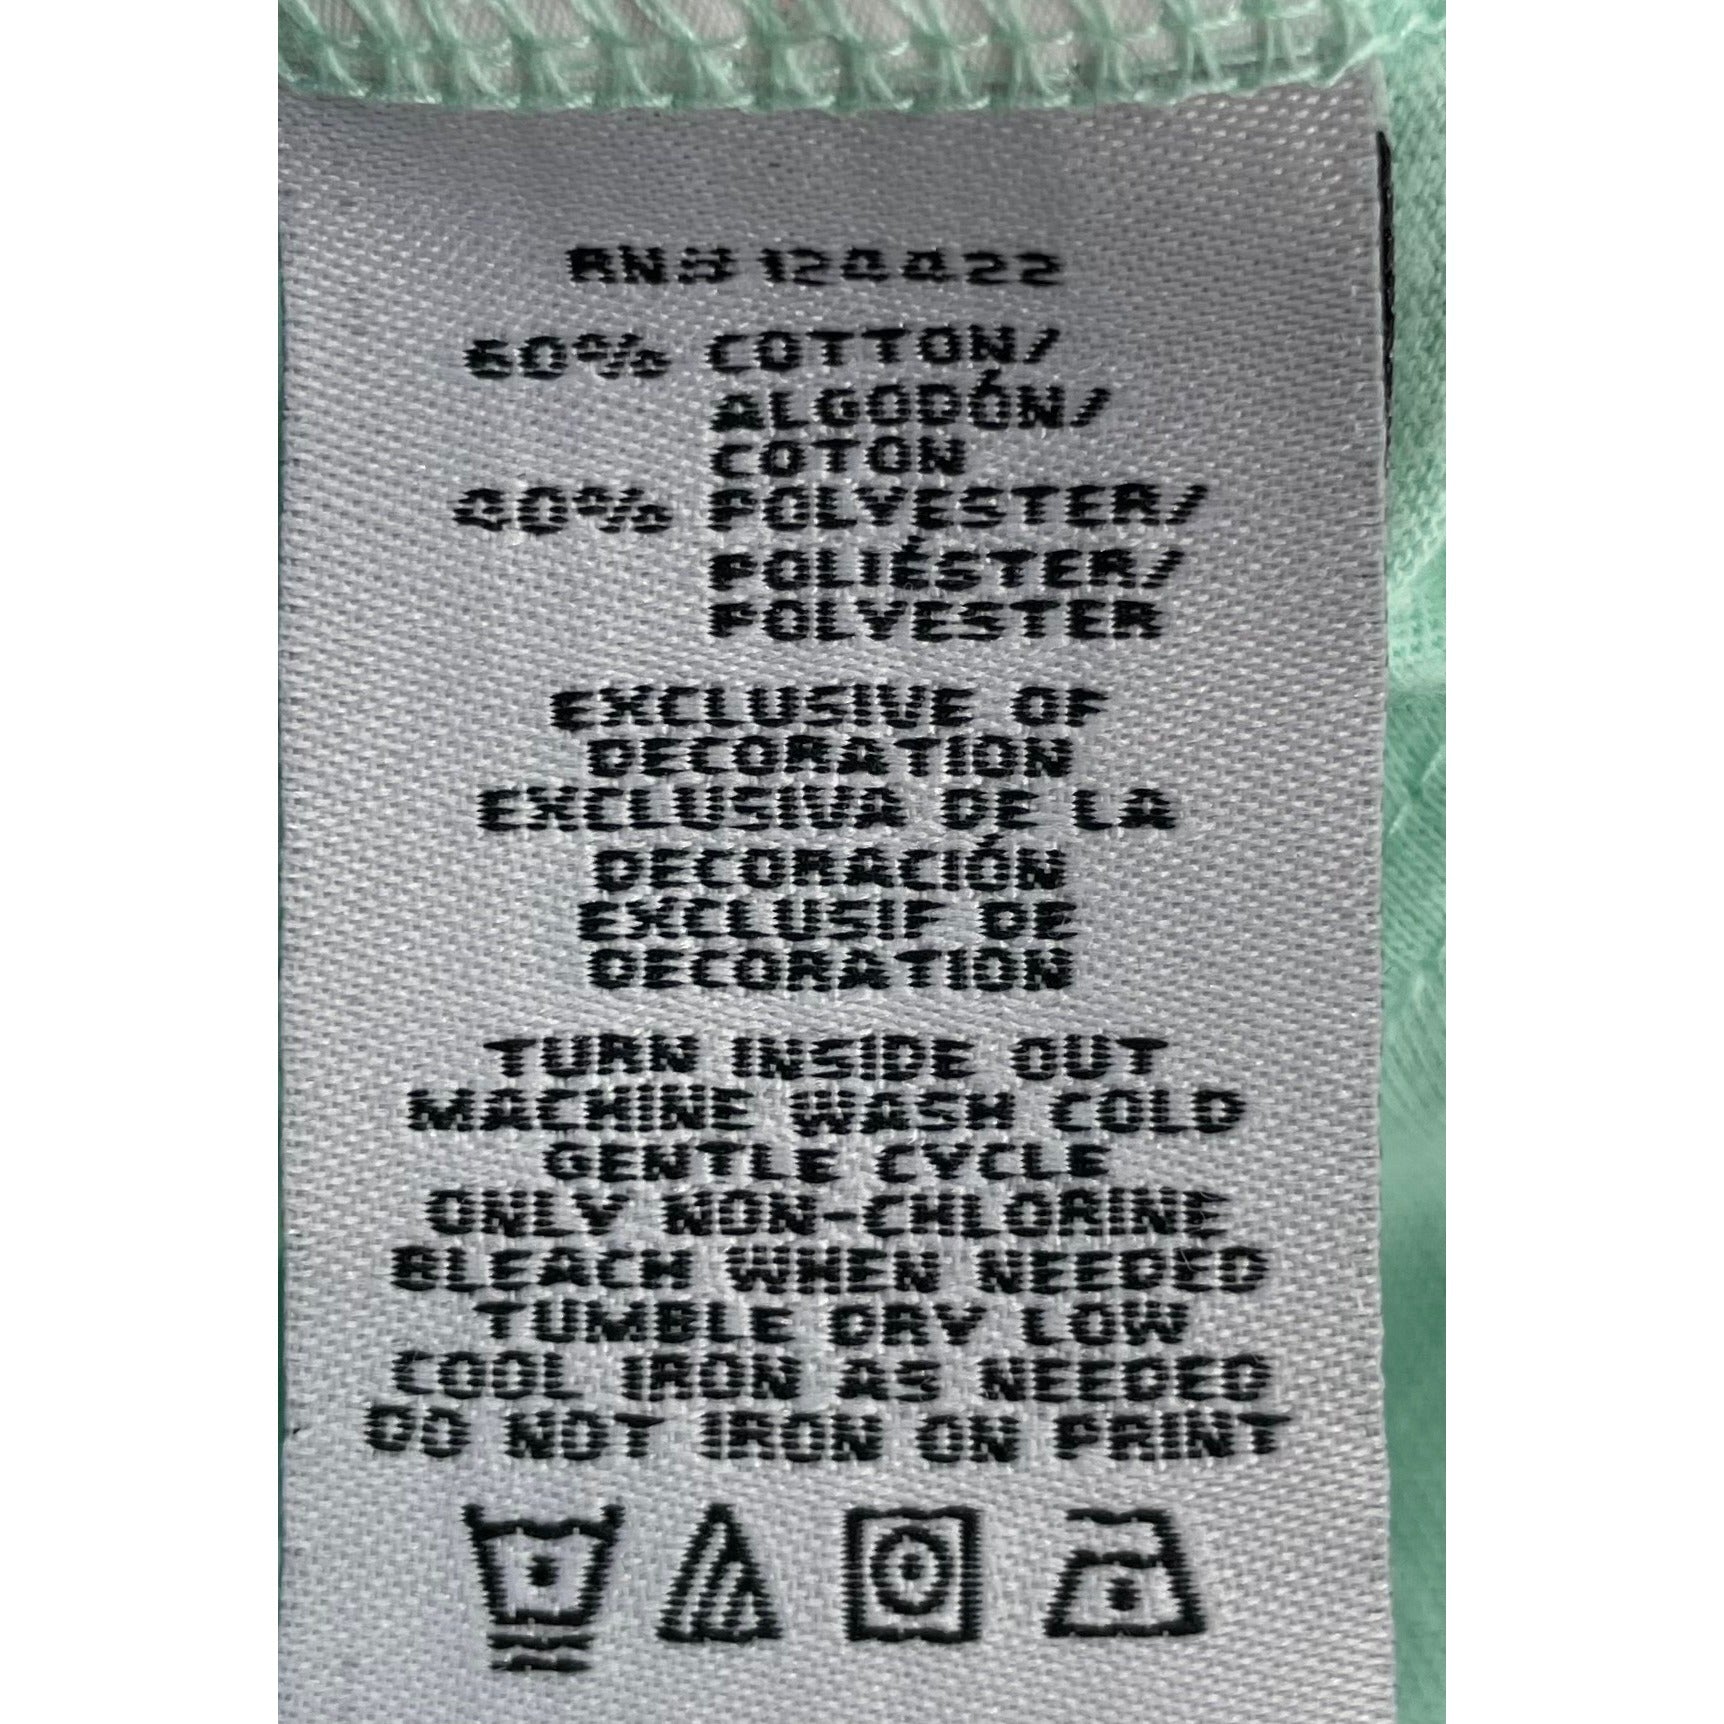 RN# 124422
60% COTTON/
ALGODÓN/
COTON
40% POLYESTER/
POLIÉSTER/
POLYESTER
EXCLUSIVE OF
DECORATION
EXCLUSIVA DE LA
DECORACIÓN
EXCLUSIF DE
DECORATION
TURN INSIDE OUT
MACHINE WASH COLD
GENTLE CYCLE
ONLY NON-CHLORINE
BLEACH WHEN NEEDED
TUMBLE DRY LOW
COOL IRON AS NEEDED
DO NOT IRON ON PRINT